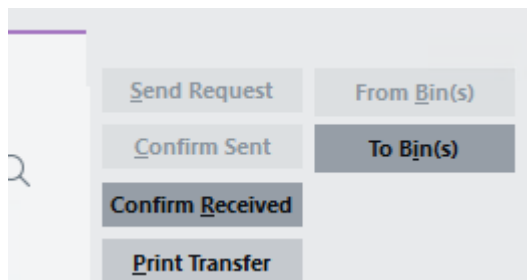 Send Request
From Bin(s)
Confirm Sent
To Bin(s)
Confirm Received
Print Transfer